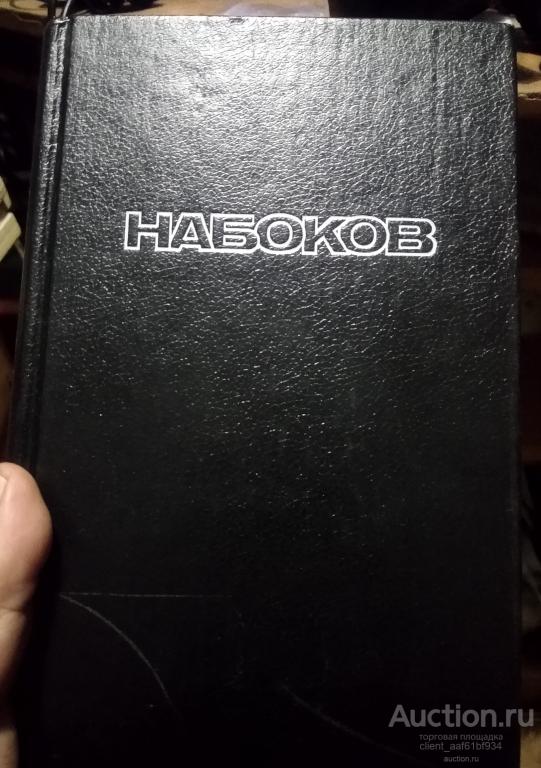 НАБОКОВ
Auction.ru
торговая площадка
client_aaf61bf934
auction.ru